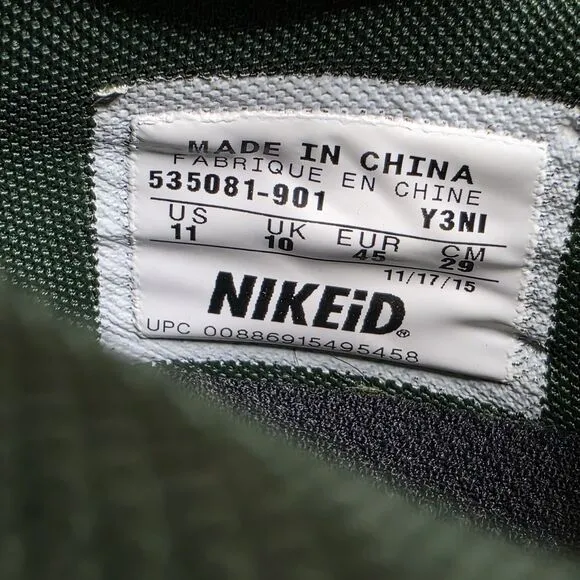 MADE IN CHINA
FABRIQUE EN CHINE
535081-901 Y3NI
US UK EUR CM
11 10 45 29
11/17/15
NIKEiD®
UPC 00886915495458